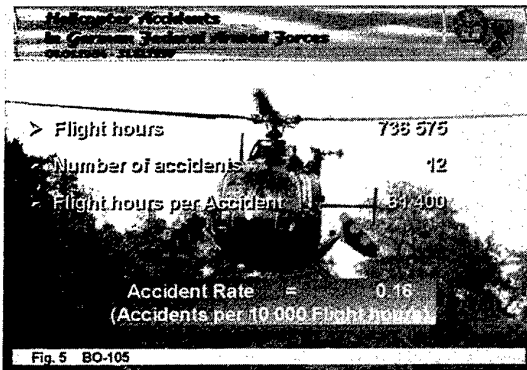 Helicopter Accidents
in German Federal Armed Forces
> Flight hours 736 575
Number of accidents 12
Flight hours per Accident 61 400
Accident Rate = 0.16
(Accidents per 10 000 Flight hours)
Fig. 5 BO-105